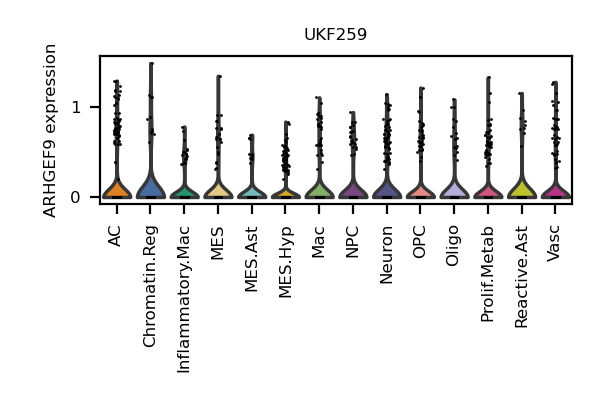 UKF259
ARHGEF9 expression
1
0
AC
Chromatin.Reg
Inflammatory.Mac
MES
MES.Ast
MES.Hyp
Mac
NPC
Neuron
OPC
Oligo
Prolif.Metab
Reactive.Ast
Vasc